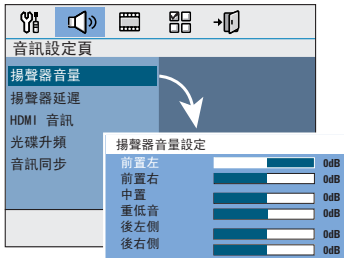 音訊設定頁
揚聲器音量
揚聲器延遲
HDMI 音訊
光碟升頻
音訊同步
揚聲器音量設定
前置左 0dB
前置右 0dB
中置 0dB
重低音 0dB
後左側 0dB
後右側 0dB